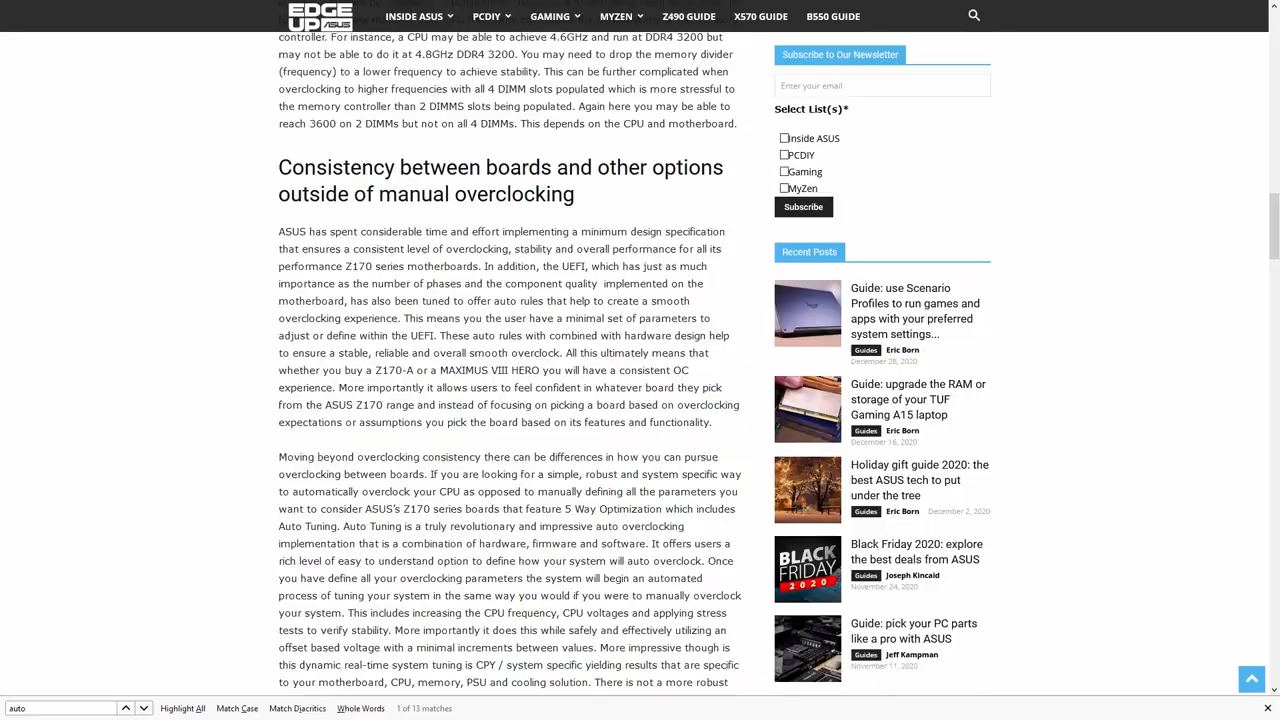 EDGE UP ASUS
INSIDE ASUS
PCDIY
GAMING
MYZEN
Z490 GUIDE
X570 GUIDE
B550 GUIDE
controller. For instance, a CPU may be able to achieve 4.6GHz and run at DDR4 3200 but
may not be able to do it at 4.8GHz DDR4 3200. You may need to drop the memory divider
(frequency) to a lower frequency to achieve stability. This can be further complicated when
overclocking to higher frequencies with all 4 DIMM slots populated which is more stressful to
the memory controller than 2 DIMMS slots being populated. Again here you may be able to
reach 3600 on 2 DIMMs but not on all 4 DIMMs. This depends on the CPU and motherboard.
Consistency between boards and other options
outside of manual overclocking
ASUS has spent considerable time and effort implementing a minimum design specification
that ensures a consistent level of overclocking, stability and overall performance for all its
performance Z170 series motherboards. In addition, the UEFI, which has just as much
importance as the number of phases and the component quality implemented on the
motherboard, has also been tuned to offer auto rules that help to create a smooth
overclocking experience. This means you the user have a minimal set of parameters to
adjust or define within the UEFI. These auto rules with combined with hardware design help
to ensure a stable, reliable and overall smooth overclock. All this ultimately means that
whether you buy a Z170-A or a MAXIMUS VIII HERO you will have a consistent OC
experience. More importantly it allows users to feel confident in whatever board they pick
from the ASUS Z170 range and instead of focusing on picking a board based on overclocking
expectations or assumptions you pick the board based on its features and functionality.
Moving beyond overclocking consistency there can be differences in how you can pursue
overclocking between boards. If you are looking for a simple, robust and system specific way
to automatically overclock your CPU as opposed to manually defining all the parameters you
want to consider ASUS's Z170 series boards that feature 5 Way Optimization which includes
Auto Tuning. Auto Tuning is a truly revolutionary and impressive auto overclocking
implementation that is a combination of hardware, firmware and software. It offers users a
rich level of easy to understand option to define how your system will auto overclock. Once
you have define all your overclocking parameters the system will begin an automated
process of tuning your system in the same way you would if you were to manually overclock
your system. This includes increasing the CPU frequency, CPU voltages and applying stress
tests to verify stability. More importantly it does this while safely and effectively utilizing an
offset based voltage with a minimal increments between values. More impressive though is
this dynamic real-time system tuning is CPY / system specific yielding results that are specific
to your motherboard, CPU, memory, PSU and cooling solution. There is not a more robust
Subscribe to Our Newsletter
Enter your email
Select List(s)*
Inside ASUS
PCDIY
Gaming
MyZen
Subscribe
Recent Posts
Guide: use Scenario
Profiles to run games and
apps with your preferred
system settings...
Guides Eric Born
December 28, 2020
Guide: upgrade the RAM or
storage of your TUF
Gaming A15 laptop
Guides Eric Born
December 16, 2020
Holiday gift guide 2020: the
best ASUS tech to put
under the tree
Guides Eric Born December 2, 2020
BLACK
FRIDAY
2020
Black Friday 2020: explore
the best deals from ASUS
Guides Joseph Kincaid
November 24, 2020
Guide: pick your PC parts
like a pro with ASUS
Guides Jeff Kampman
November 11, 2020
auto
Highlight All
Match Case
Match Diacritics
Whole Words
1 of 13 matches